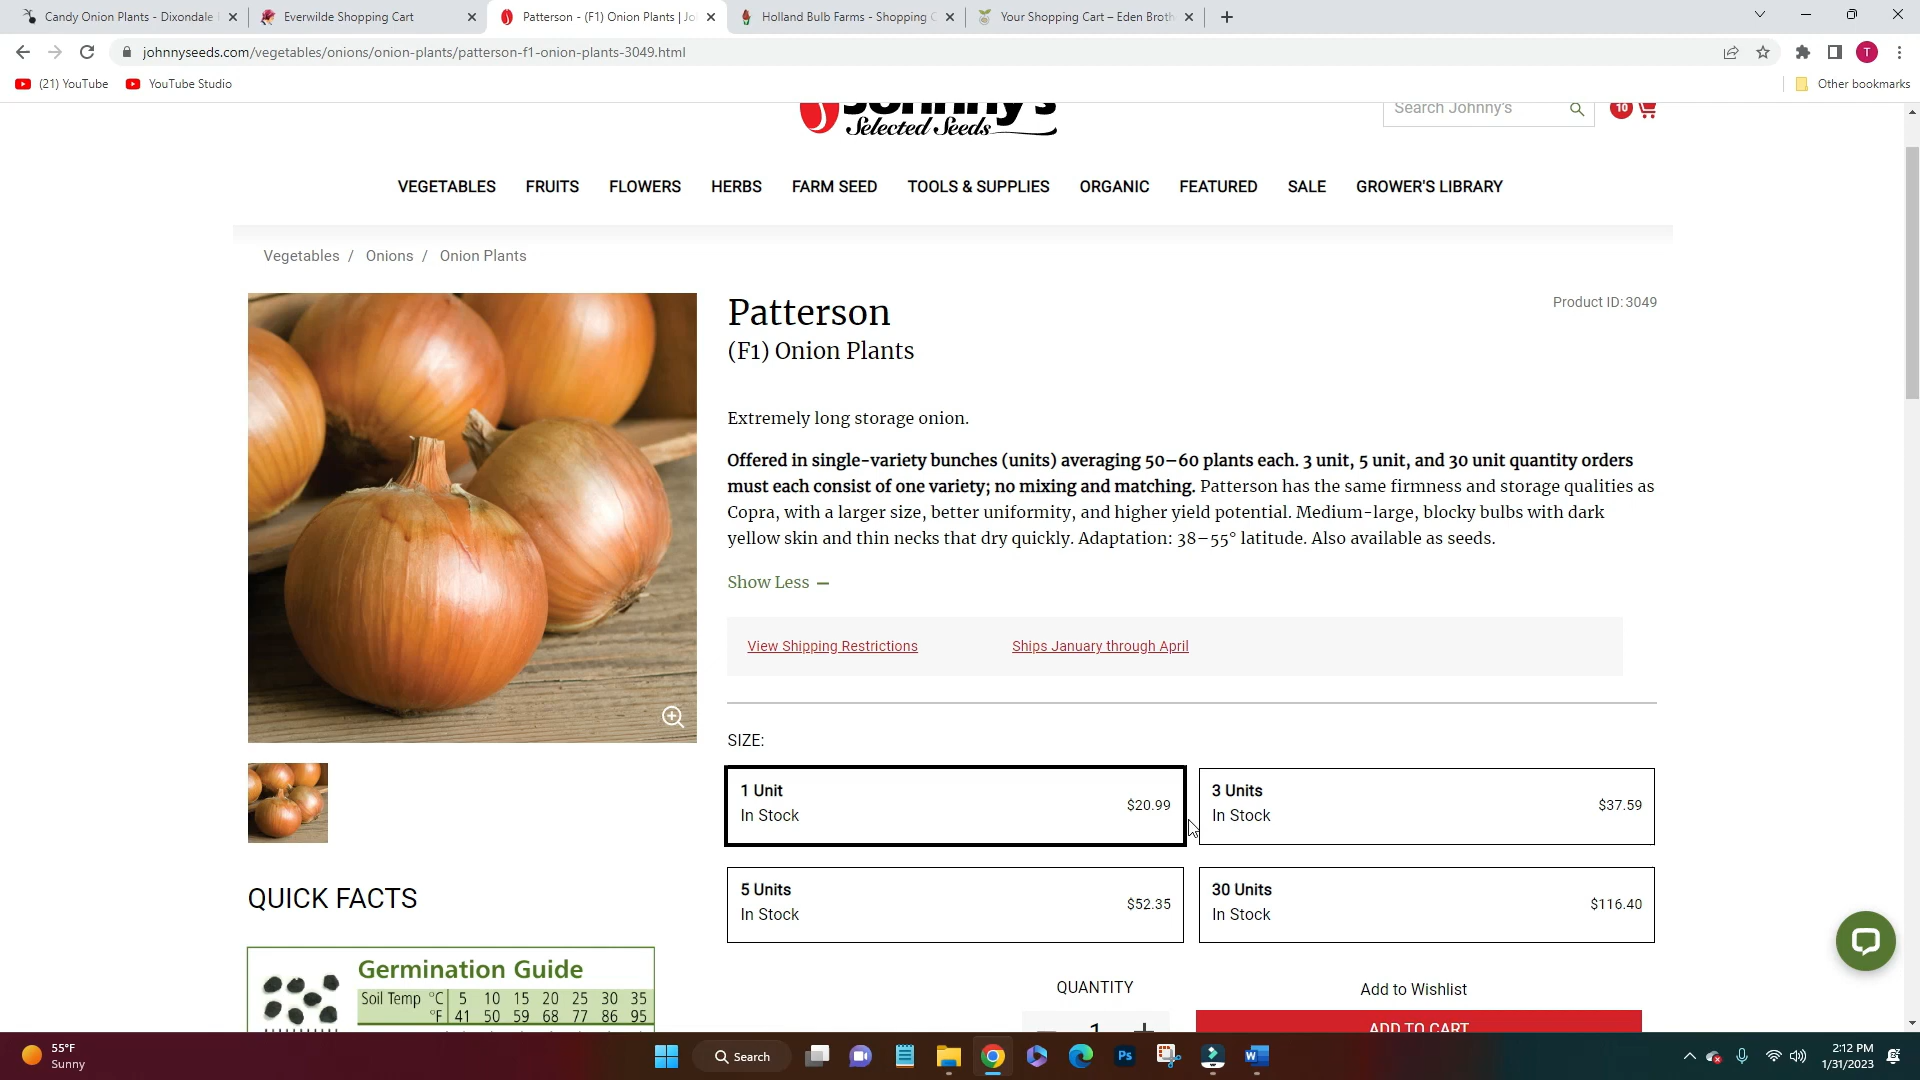 Candy Onion Plants - Dixondale
Everwilde Shopping Cart
Patterson - (F1) Onion Plants | Jo
Holland Bulb Farms - Shopping C
Your Shopping Cart – Eden Broth
johnnyseeds.com/vegetables/onions/onion-plants/patterson-f1-onion-plants-3049.html
T
(21) YouTube
YouTube Studio
Other bookmarks
Johnny's
Selected Seeds
Search Johnny's
10
VEGETABLES
FRUITS
FLOWERS
HERBS
FARM SEED
TOOLS & SUPPLIES
ORGANIC
FEATURED
SALE
GROWER'S LIBRARY
Vegetables / Onions / Onion Plants
Patterson
Product ID: 3049
(F1) Onion Plants
Extremely long storage onion.
Offered in single-variety bunches (units) averaging 50–60 plants each. 3 unit, 5 unit, and 30 unit quantity orders
must each consist of one variety; no mixing and matching. Patterson has the same firmness and storage qualities as
Copra, with a larger size, better uniformity, and higher yield potential. Medium-large, blocky bulbs with dark
yellow skin and thin necks that dry quickly. Adaptation: 38–55° latitude. Also available as seeds.
Show Less
View Shipping Restrictions
Ships January through April
SIZE:
1 Unit
In Stock
$20.99
3 Units
In Stock
$37.59
5 Units
In Stock
$52.35
30 Units
In Stock
$116.40
QUICK FACTS
Germination Guide
Soil Temp °C 5 10 15 20 25 30 35
°F 41 50 59 68 77 86 95
QUANTITY
Add to Wishlist
1
ADD TO CART
55°F
Sunny
Search
Ps
2:12 PM
1/31/2023